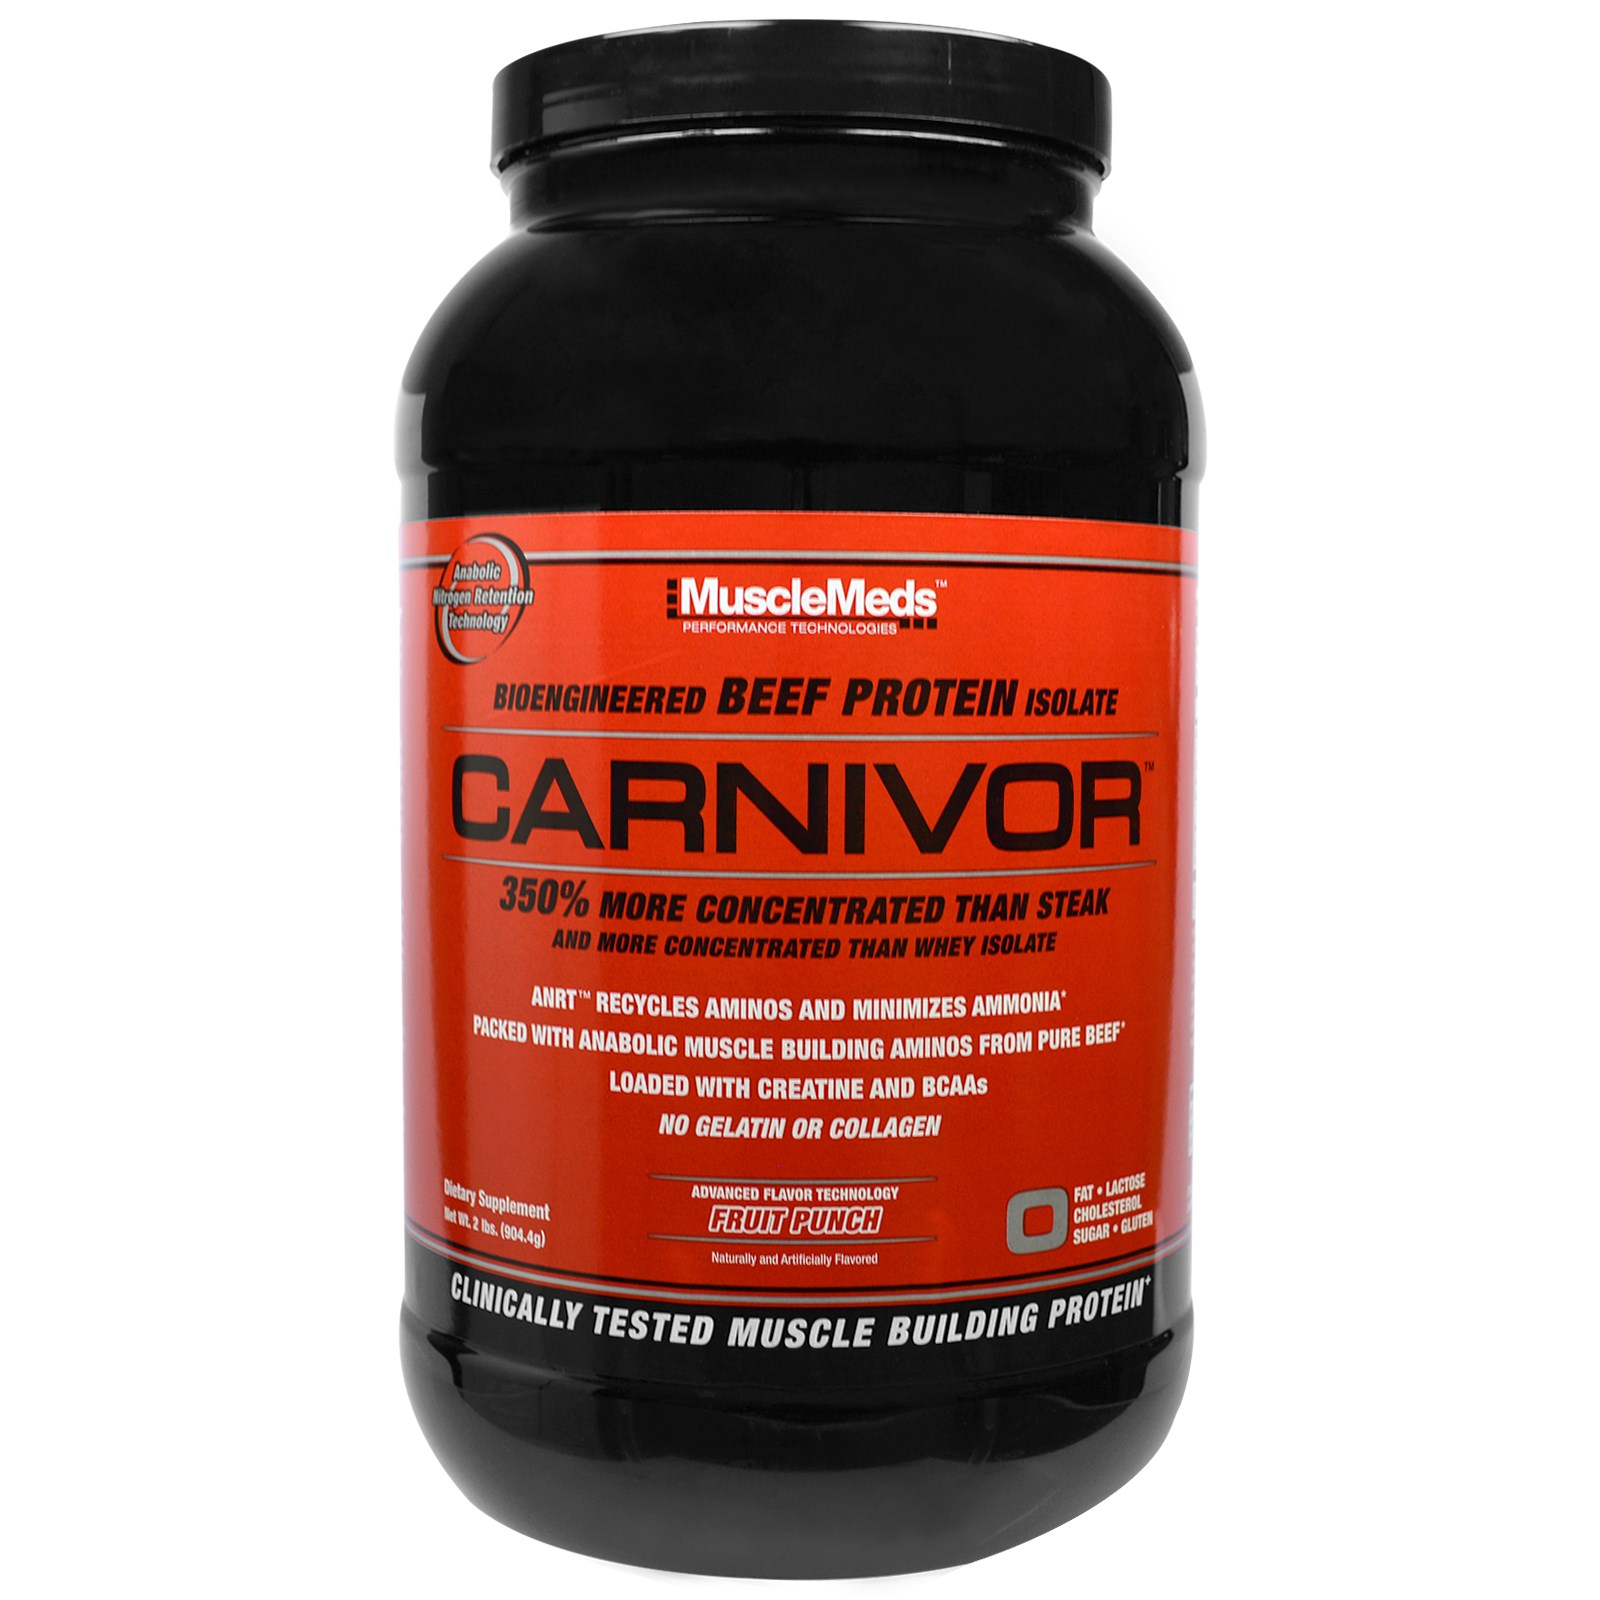 Anabolic
Nitrogen Retention
Technology
MuscleMeds™
PERFORMANCE TECHNOLOGIES
BIOENGINEERED BEEF PROTEIN ISOLATE
CARNIVOR™
350% MORE CONCENTRATED THAN STEAK
AND MORE CONCENTRATED THAN WHEY ISOLATE
ANRT™ RECYCLES AMINOS AND MINIMIZES AMMONIA*
PACKED WITH ANABOLIC MUSCLE BUILDING AMINOS FROM PURE BEEF*
LOADED WITH CREATINE AND BCAAs
NO GELATIN OR COLLAGEN
Dietary Supplement
Net Wt. 2 lbs. (904.4g)
ADVANCED FLAVOR TECHNOLOGY
FRUIT PUNCH
Naturally and Artificially Flavored
0 FAT • LACTOSE
CHOLESTEROL
SUGAR • GLUTEN
CLINICALLY TESTED MUSCLE BUILDING PROTEIN+